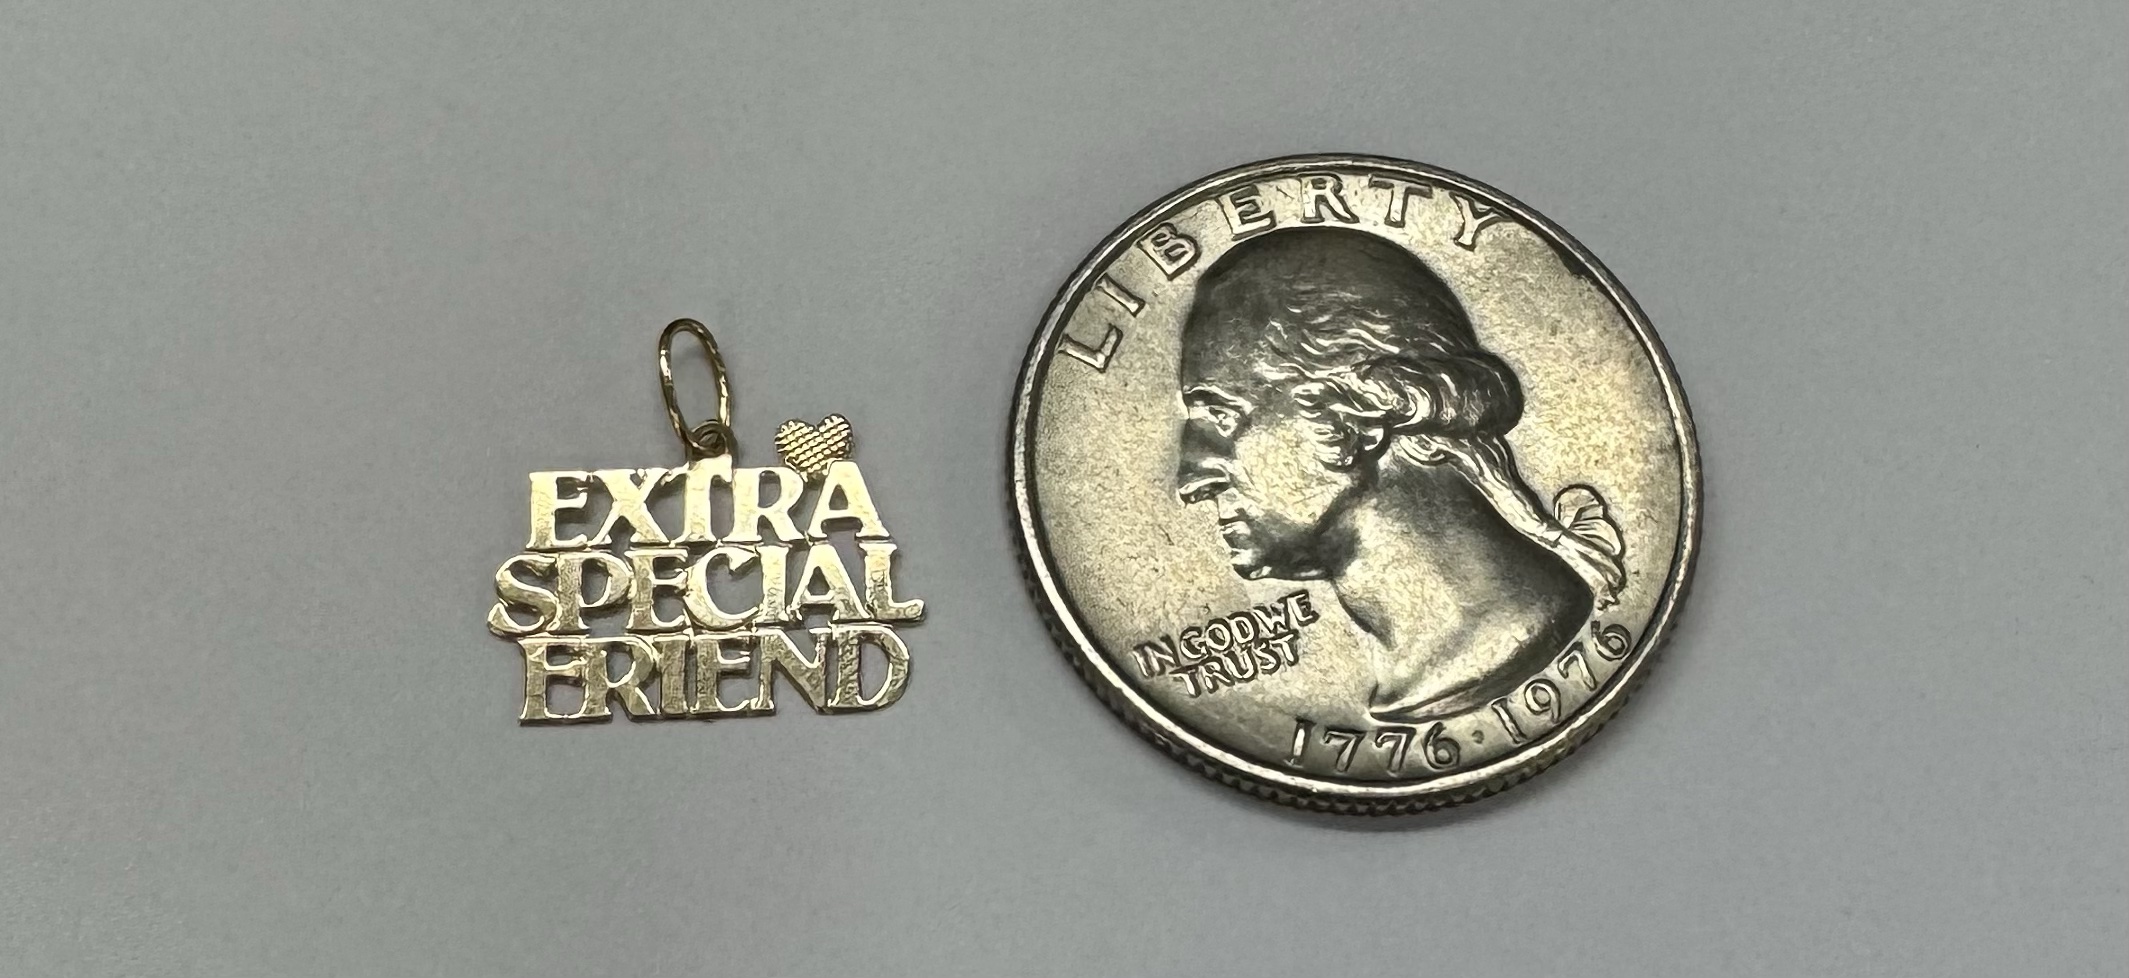 EXTRA
SPECIAL
FRIEND
LIBERTY
IN GOD WE
TRUST
1776·1976